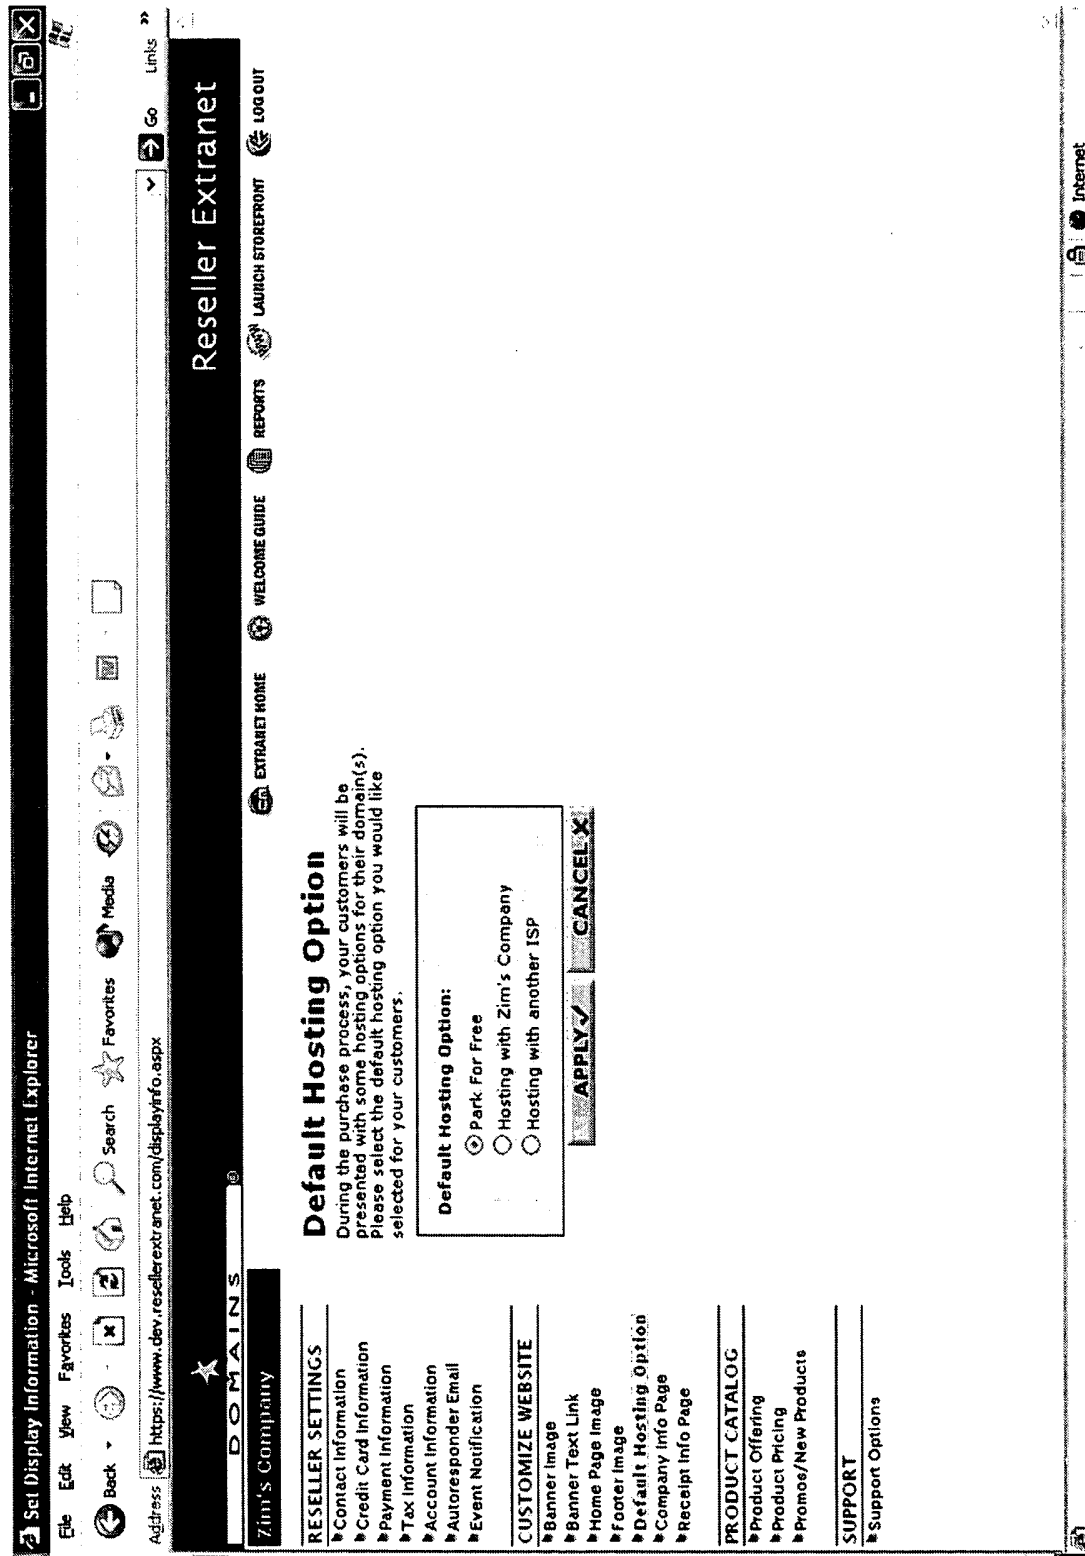 Set Display Information - Microsoft Internet Explorer
File Edit View Favorites Tools Help
Back Search Favorites Media
Address https://www.dev.resellerextranet.com/displayinfo.aspx Go Links »
DOMAINS®
Reseller Extranet
Zim's Company
EXTRANET HOME WELCOME GUIDE REPORTS LAUNCH STOREFRONT LOG OUT
RESELLER SETTINGS
Contact Information
Credit Card Information
Payment Information
Tax Information
Account Information
Autoresponder Email
Event Notification
CUSTOMIZE WEBSITE
Banner Image
Banner Text Link
Home Page Image
Footer Image
Default Hosting Option
Company Info Page
Receipt Info Page
PRODUCT CATALOG
Product Offering
Product Pricing
Promos/New Products
SUPPORT
Support Options
Default Hosting Option
During the purchase process, your customers will be
presented with some hosting options for their domain(s).
Please select the default hosting option you would like
selected for your customers.
Default Hosting Option:
Park For Free
Hosting with Zim's Company
Hosting with another ISP
APPLY CANCEL
Internet